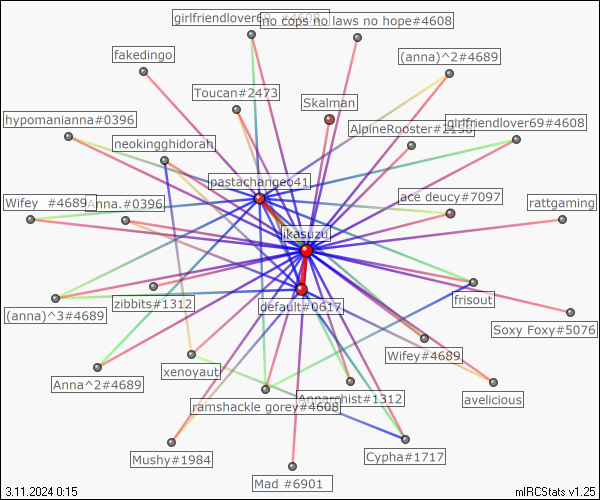 girlfriendlover69
no cops no laws no hope#4608
fakedingo
(anna)^2#4689
Toucan#2473
Skalman
hypomanianna#0396
AlpineRooster#2136
girlfriendlover69#4608
neokingghidorah
pastachangeo41
ace deucy#7097
Wifey #4689
Anna.#0396
rattgaming
ikasuzu
(anna)^3#4689
zibbits#1312
default#0617
frisout
Soxy Foxy#5076
Wifey#4689
Anna^2#4689
xenoyaut
ramshackle gorey#4608
Annarchist#1312
avelicious
Mushy#1984
Cypha#1717
Mad #6901
3.11.2024 0:15
mIRCStats v1.25